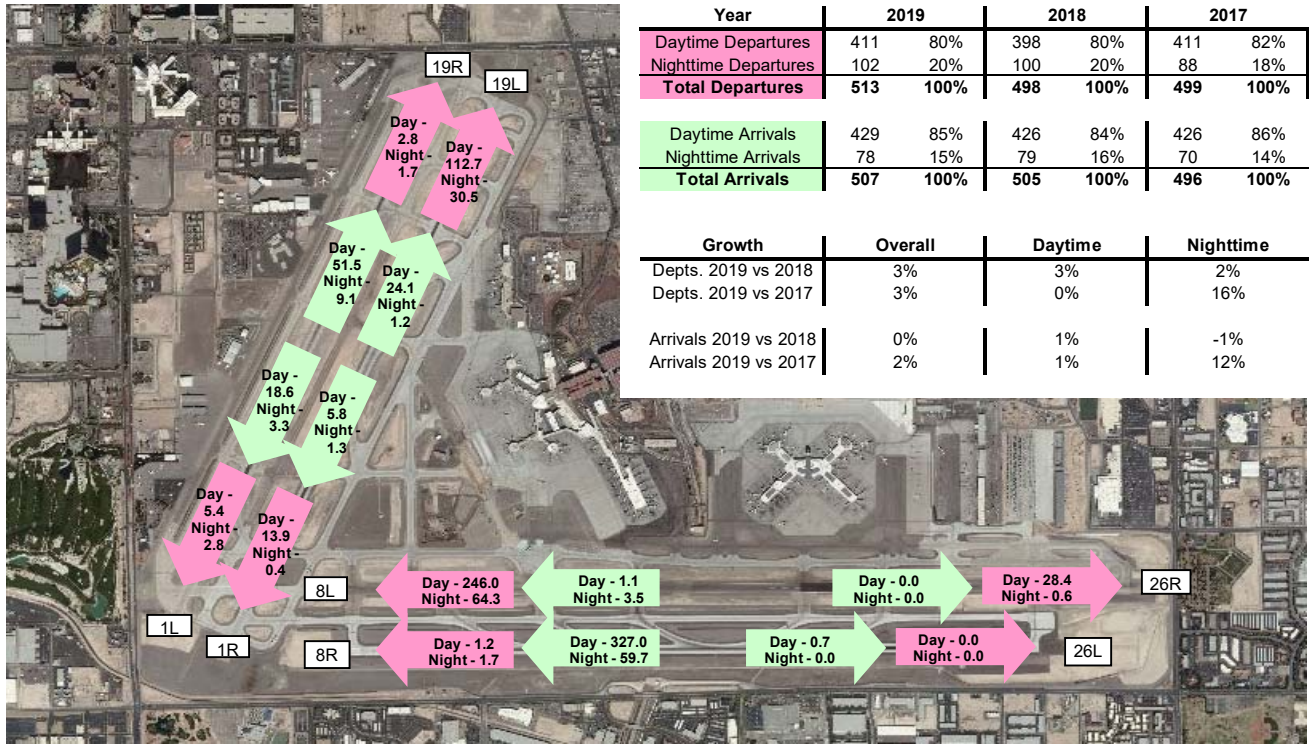 Year 2019 2018 2017
Daytime Departures 411 80% 398 80% 411 82%
Nighttime Departures 102 20% 100 20% 88 18%
Total Departures 513 100% 498 100% 499 100%
Daytime Arrivals 429 85% 426 84% 426 86%
Nighttime Arrivals 78 15% 79 16% 70 14%
Total Arrivals 507 100% 505 100% 496 100%
Growth Overall Daytime Nighttime
Depts. 2019 vs 2018 3% 3% 2%
Depts. 2019 vs 2017 3% 0% 16%
Arrivals 2019 vs 2018 0% 1% -1%
Arrivals 2019 vs 2017 2% 1% 12%
19R
19L
Day -
2.8
Night -
1.7
Day -
112.7
Night -
30.5
Day -
51.5
Night -
9.1
Day -
24.1
Night -
1.2
Day -
18.6
Night -
3.3
Day -
5.8
Night -
1.3
Day -
5.4
Night -
2.8
Day -
13.9
Night -
0.4
1L
1R
8L
Day - 246.0
Night - 64.3
Day - 1.1
Night - 3.5
Day - 0.0
Night - 0.0
Day - 28.4
Night - 0.6
26R
8R
Day - 1.2
Night - 1.7
Day - 327.0
Night - 59.7
Day - 0.7
Night - 0.0
Day - 0.0
Night - 0.0
26L